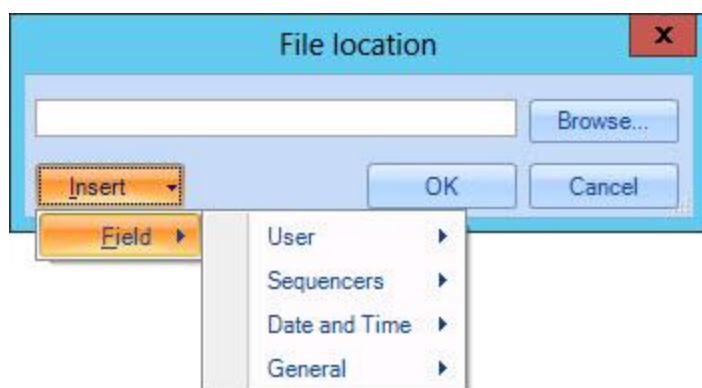 File location
x
Browse...
Insert
OK
Cancel
Field
User
Sequencers
Date and Time
General